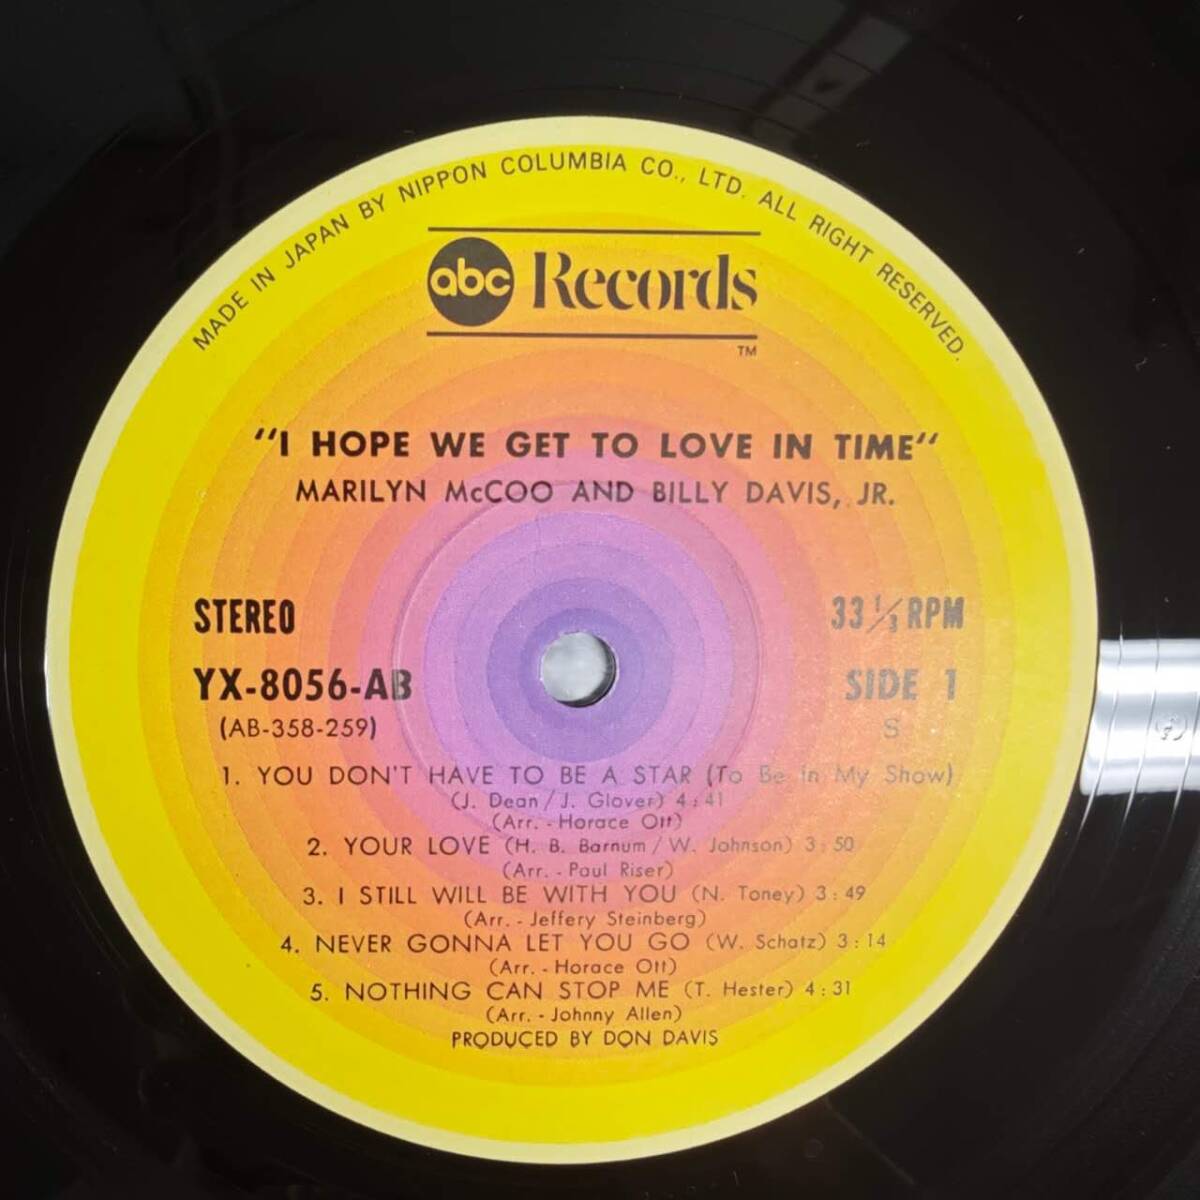 MADE IN JAPAN BY NIPPON COLUMBIA CO., LTD. ALL RIGHT RESERVED.
abc Records
TM
"I HOPE WE GET TO LOVE IN TIME"
MARILYN McCOO AND BILLY DAVIS, JR.
STEREO
33 1/3 RPM
YX-8056-AB
SIDE 1
(AB-358-259)
S
1. YOU DON'T HAVE TO BE A STAR (To Be In My Show)
(J. Dean / J. Glover) 4:41
(Arr. - Horace Ott)
2. YOUR LOVE (H. B. Barnum / W. Johnson) 3:50
(Arr. - Paul Riser)
3. I STILL WILL BE WITH YOU (N. Toney) 3:49
(Arr. - Jeffery Steinberg)
4. NEVER GONNA LET YOU GO (W. Schatz) 3:14
(Arr. - Horace Ott)
5. NOTHING CAN STOP ME (T. Hester) 4:31
(Arr. - Johnny Allen)
PRODUCED BY DON DAVIS